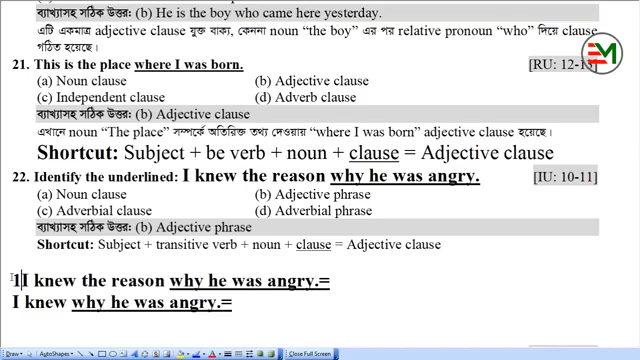 ব্যাখ্যাসহ সঠিক উত্তর: (b) He is the boy who came here yesterday.
এটি একমাত্র adjective clause যুক্ত বাক্য, কেননা noun “the boy” এর পর relative pronoun “who” দিয়ে clause
গঠিত হয়েছে।
21. This is the place where I was born. [RU: 12-13]
(a) Noun clause (b) Adjective clause
(c) Independent clause (d) Adverb clause
ব্যাখ্যাসহ সঠিক উত্তর: (b) Adjective clause
এখানে noun “The place” সম্পর্কে অতিরিক্ত তথ্য দেওয়ায় “where I was born” adjective clause হয়েছে।
Shortcut: Subject + be verb + noun + clause = Adjective clause
22. Identify the underlined: I knew the reason why he was angry. [IU: 10-11]
(a) Noun clause (b) Adjective phrase
(c) Adverbial clause (d) Adverbial phrase
ব্যাখ্যাসহ সঠিক উত্তর: (b) Adjective phrase
Shortcut: Subject + transitive verb + noun + clause = Adjective clause
1I knew the reason why he was angry.=
I knew why he was angry.=
Draw AutoShapes Close Full Screen